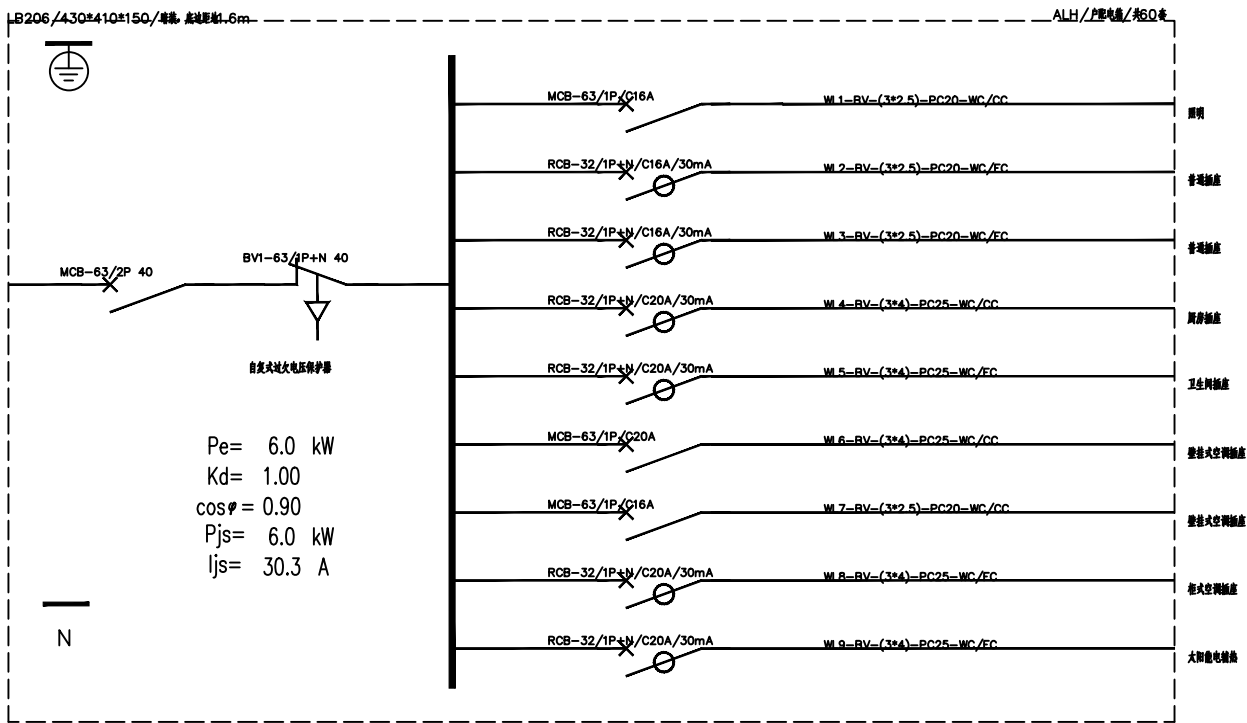 B206/430*410*150/暗装，底边距地1.6m
ALH/户配电箱/共60套
MCB-63/1P/C16A
WL1-BV-(3*2.5)-PC20-WC/CC
照明
RCB-32/1P+N/C16A/30mA
WL2-BV-(3*2.5)-PC20-WC/FC
普通插座
RCB-32/1P+N/C16A/30mA
WL3-BV-(3*2.5)-PC20-WC/FC
普通插座
MCB-63/2P 40
BV1-63/1P+N 40
自复式过欠电压保护器
RCB-32/1P+N/C20A/30mA
WL4-BV-(3*4)-PC25-WC/CC
厨房插座
RCB-32/1P+N/C20A/30mA
WL5-BV-(3*4)-PC25-WC/FC
卫生间插座
MCB-63/1P/C20A
WL6-BV-(3*4)-PC25-WC/CC
壁挂式空调插座
MCB-63/1P/C16A
WL7-BV-(3*2.5)-PC20-WC/CC
壁挂式空调插座
RCB-32/1P+N/C20A/30mA
WL8-BV-(3*4)-PC25-WC/FC
柜式空调插座
RCB-32/1P+N/C20A/30mA
WL9-BV-(3*4)-PC25-WC/FC
太阳能电辅热
Pe= 6.0 kW
Kd= 1.00
cosφ= 0.90
Pjs= 6.0 kW
Ijs= 30.3 A
N